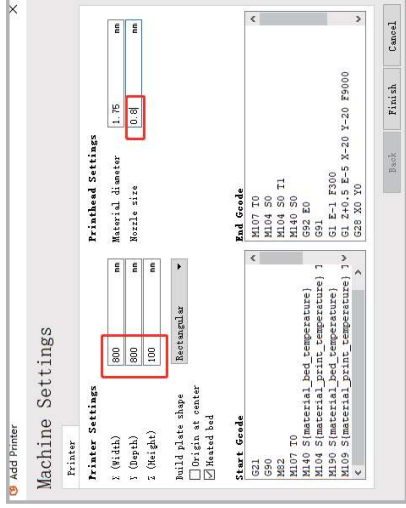 Add Printer
Machine Settings
Printer
Printer Settings
X (Width) 800 mm
Y (Depth) 800 mm
Z (Height) 100 mm
Build plate shape Rectangular
Origin at center
Heated bed
Printhead Settings
Material diameter 1.75 mm
Nozzle size 0.8 mm
Start Gcode
G21
G90
M82
M107 T0
M140 S{material_bed_temperature}
M104 S{material_print_temperature} T
M190 S{material_bed_temperature}
M109 S{material_print_temperature} T
End Gcode
M107 T0
M104 S0
M104 S0 T1
M140 S0
G92 E0
G91
G1 E-1 F300
G1 Z+0.5 E-5 X-20 Y-20 F9000
G28 X0 Y0
Back
Finish
Cancel